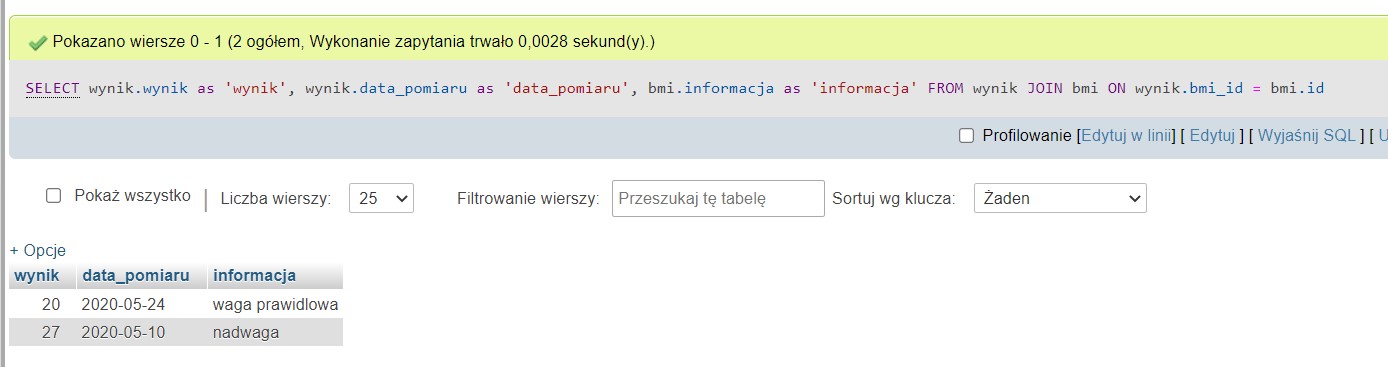 Pokazano wiersze 0 - 1 (2 ogółem, Wykonanie zapytania trwało 0,0028 sekund(y).)
SELECT wynik.wynik as 'wynik', wynik.data_pomiaru as 'data_pomiaru', bmi.informacja as 'informacja' FROM wynik JOIN bmi ON wynik.bmi_id = bmi.id
Profilowanie [Edytuj w linii] [ Edytuj ] [ Wyjaśnij SQL ] [ U
Pokaż wszystko | Liczba wierszy: 25 Filtrowanie wierszy: Przeszukaj tę tabelę Sortuj wg klucza: Żaden
+ Opcje
wynik data_pomiaru informacja
20 2020-05-24 waga prawidlowa
27 2020-05-10 nadwaga